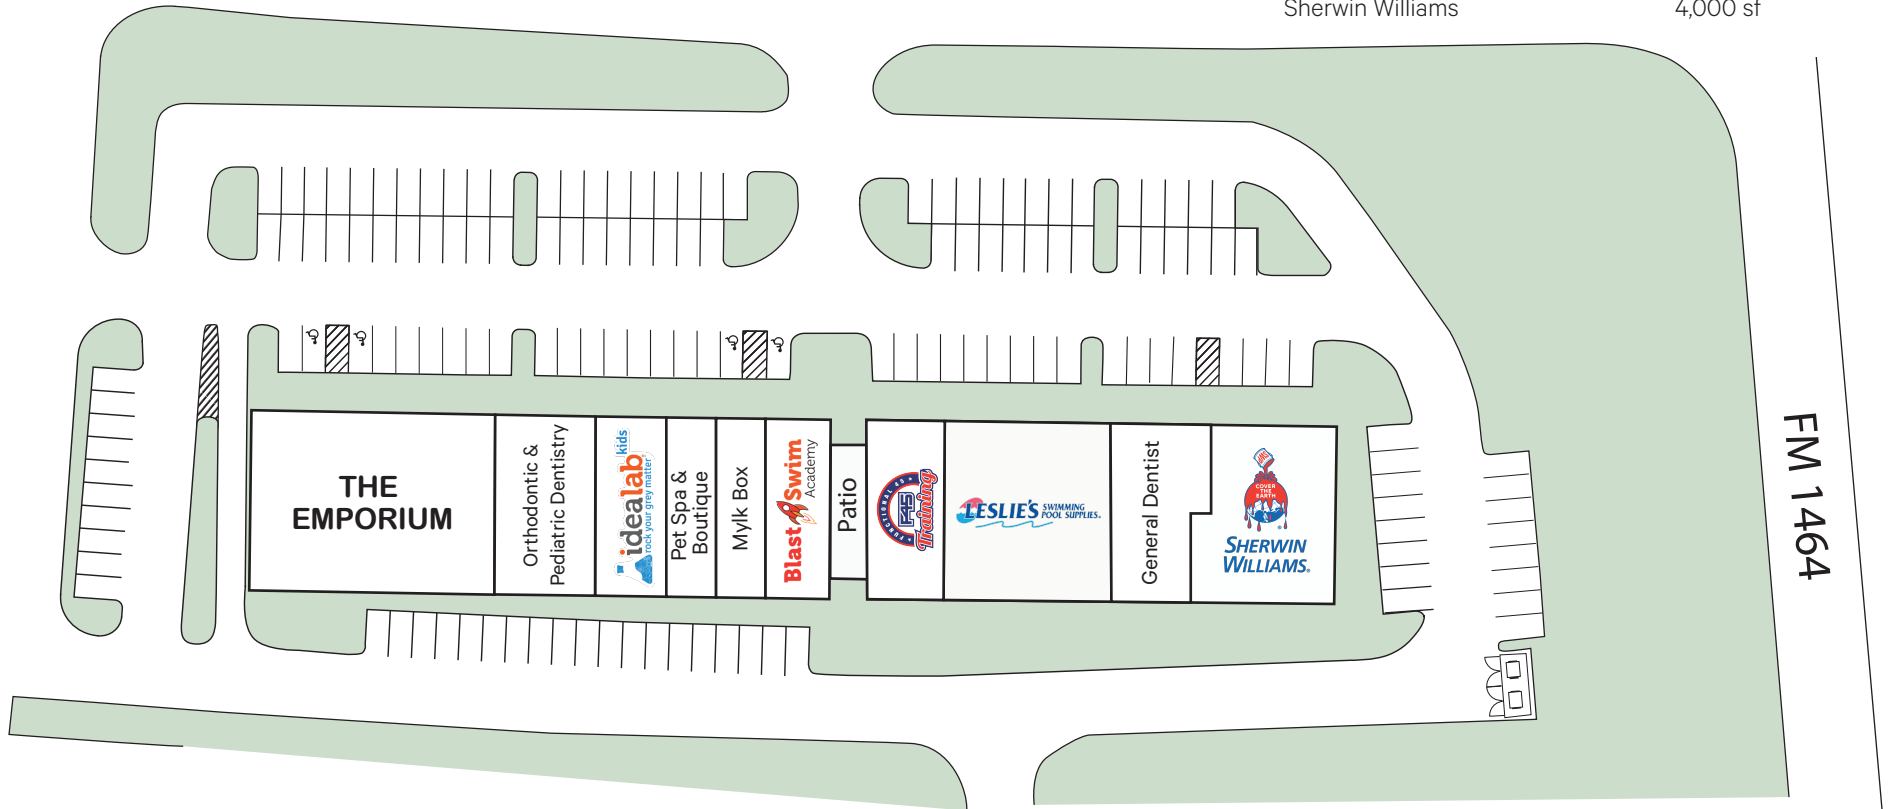 Sherwin Williams 4,000 sf
THE
EMPORIUM
Orthodontic &
Pediatric Dentistry
idealab kids
rock your grey matter
Pet Spa &
Boutique
Mylk Box
Blast Swim
Academy
Patio
FUNCTIONAL 60
F45
Training
LESLIE'S SWIMMING
POOL SUPPLIES.
General Dentist
COVER
THE
EARTH
SHERWIN
WILLIAMS.
FM 1464